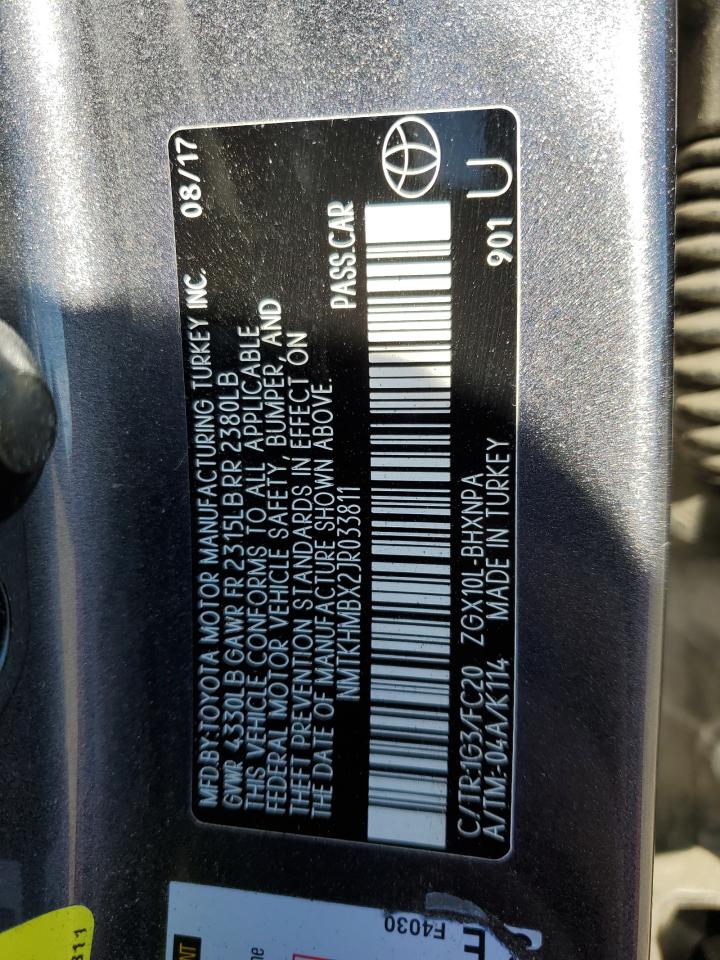 MFD.BY:TOYOTA MOTOR MANUFACTURING TURKEY INC. 08/17
GVWR 4330LB GAWR FR 2315LB RR 2380LB
THIS VEHICLE CONFORMS TO ALL APPLICABLE
FEDERAL MOTOR VEHICLE SAFETY, BUMPER, AND
THEFT PREVENTION STANDARDS IN EFFECT ON
THE DATE OF MANUFACTURE SHOWN ABOVE.
NMTKHMBX2JR033811 PASS.CAR
C/TR:1G3/FC20 ZGX10L-BHXNPA 901 U
A/TM:04A/K114 MADE IN TURKEY
F4030